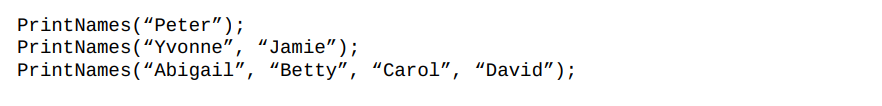 PrintNames(“Peter”);
PrintNames(“Yvonne”, “Jamie”);
PrintNames(“Abigail”, “Betty”, “Carol”, “David”);